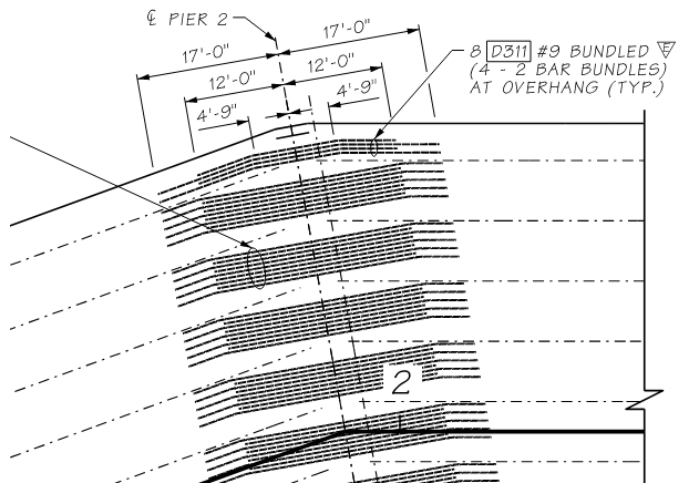 ℄ PIER 2
17'-0" 17'-0"
12'-0" 12'-0"
4'-9" 4'-9"
8 D311 #9 BUNDLED E
(4 - 2 BAR BUNDLES)
AT OVERHANG (TYP.)
2